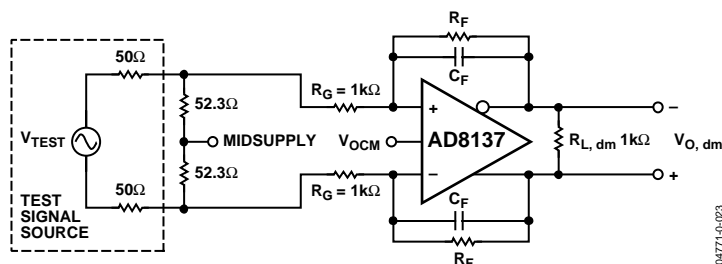 R_F
C_F
50Ω
R_G = 1kΩ
52.3Ω
V_TEST
MIDSUPPLY
V_OCM
+
AD8137
−
R_L, dm 1kΩ
−
V_O, dm
+
52.3Ω
50Ω
TEST
SIGNAL
SOURCE
R_G = 1kΩ
C_F
R_F
04771-0-023